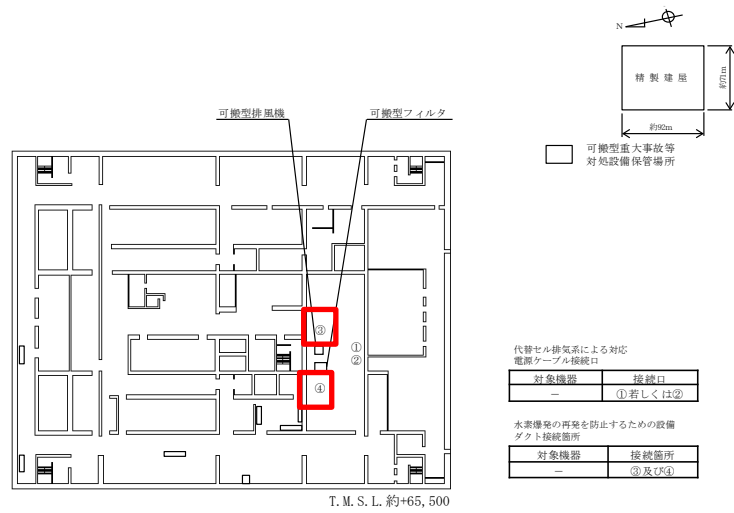 N
精製建屋
約71m
約92m
可搬型重大事故等
対処設備保管場所
可搬型排風機
可搬型フィルタ
③
①
②
④
代替セル排気系による対応
電源ケーブル接続口
対象機器 接続口
－ ①若しくは②
水素爆発の再発を防止するための設備
ダクト接続箇所
対象機器 接続箇所
－ ③及び④
T.M.S.L.約+65,500